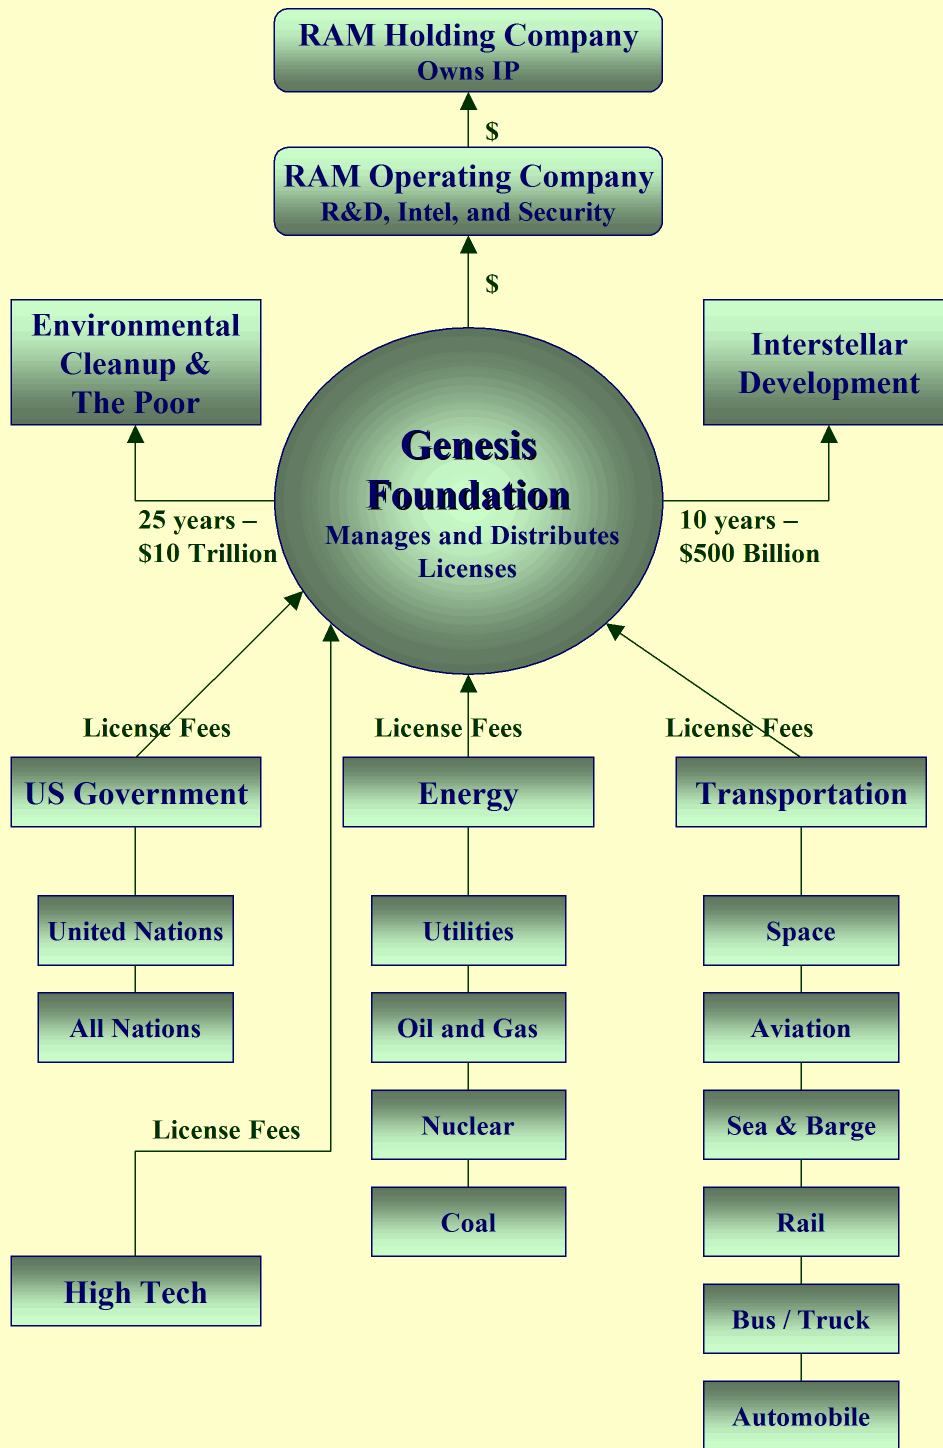 RAM Holding Company
Owns IP
$
RAM Operating Company
R&D, Intel, and Security
$
Environmental
Cleanup &
The Poor
Interstellar
Development
Genesis
Foundation
Manages and Distributes
Licenses
25 years –
$10 Trillion
10 years –
$500 Billion
License Fees
License Fees
License Fees
US Government
Energy
Transportation
United Nations
Utilities
Space
All Nations
Oil and Gas
Aviation
License Fees
Nuclear
Sea & Barge
Coal
Rail
High Tech
Bus / Truck
Automobile